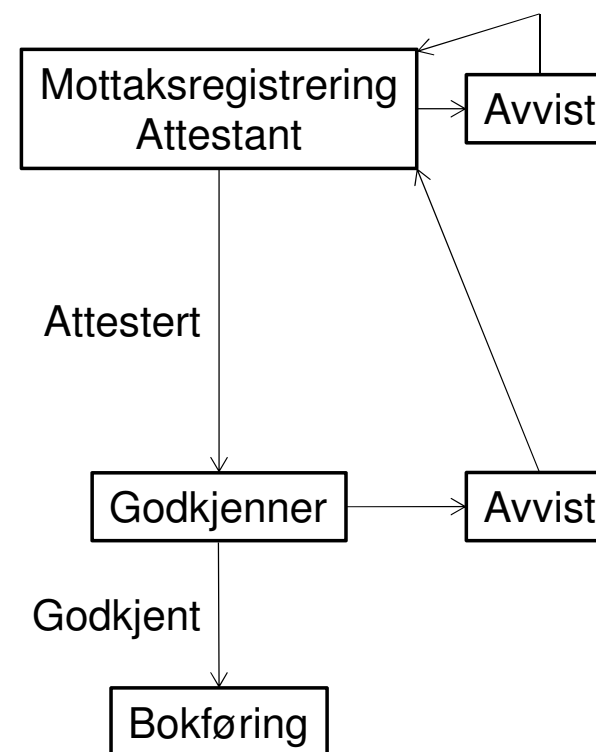 Mottaksregistrering
Attestant
Avvist
Attestert
Godkjenner
Avvist
Godkjent
Bokføring